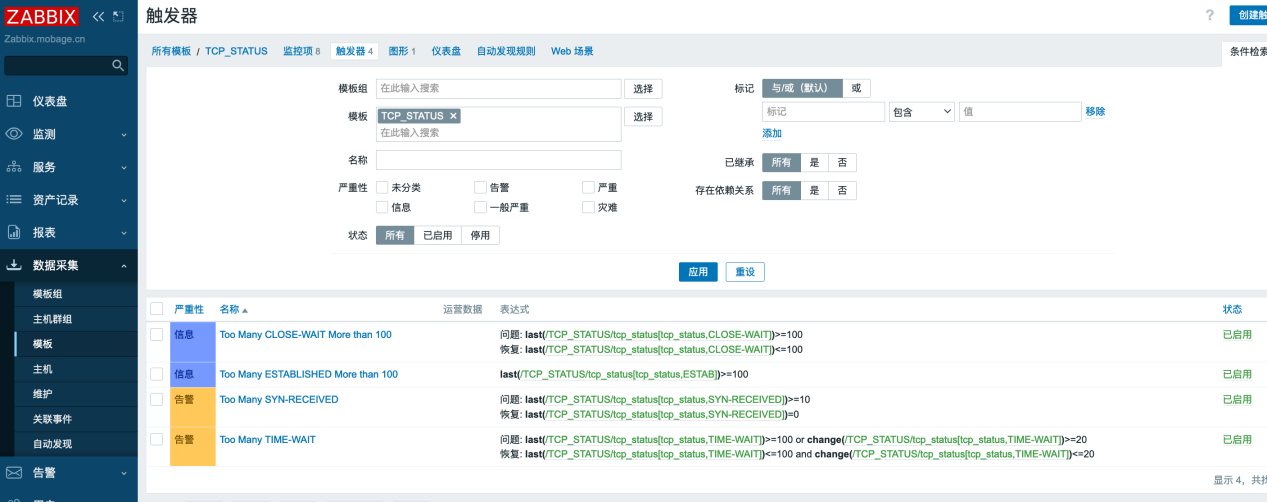 ZABBIX
Zabbix.mobage.cn
仪表盘
监测
服务
资产记录
报表
数据采集
模板组
主机群组
模板
主机
维护
关联事件
自动发现
告警
触发器
? 创建触
所有模板 / TCP_STATUS 监控项 8 触发器 4 图形 1 仪表盘 自动发现规则 Web 场景
条件检索
模板组 在此输入搜索 选择
模板 TCP_STATUS × 选择
在此输入搜索
名称
严重性 未分类 告警 严重
信息 一般严重 灾难
状态 所有 已启用 停用
标记 与/或（默认） 或
标记 包含 值 移除
添加
已继承 所有 是 否
存在依赖关系 所有 是 否
应用 重设
严重性 名称 ▲ 运营数据 表达式 状态
信息 Too Many CLOSE-WAIT More than 100 问题: last(/TCP_STATUS/tcp_status[tcp_status,CLOSE-WAIT])>=100 已启用
恢复: last(/TCP_STATUS/tcp_status[tcp_status,CLOSE-WAIT])<=100
信息 Too Many ESTABLISHED More than 100 last(/TCP_STATUS/tcp_status[tcp_status,ESTAB])>=100 已启用
告警 Too Many SYN-RECEIVED 问题: last(/TCP_STATUS/tcp_status[tcp_status,SYN-RECEIVED])>=10 已启用
恢复: last(/TCP_STATUS/tcp_status[tcp_status,SYN-RECEIVED])=0
告警 Too Many TIME-WAIT 问题: last(/TCP_STATUS/tcp_status[tcp_status,TIME-WAIT])>=100 or change(/TCP_STATUS/tcp_status[tcp_status,TIME-WAIT])>=20 已启用
恢复: last(/TCP_STATUS/tcp_status[tcp_status,TIME-WAIT])<=100 and change(/TCP_STATUS/tcp_status[tcp_status,TIME-WAIT])<=20
显示 4，共找